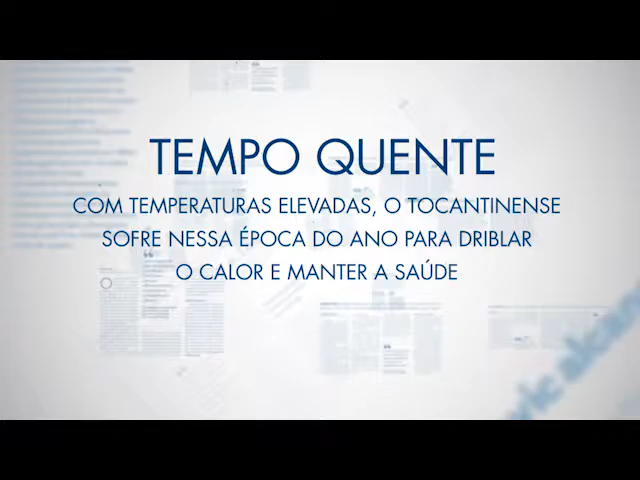 TEMPO QUENTE
COM TEMPERATURAS ELEVADAS, O TOCANTINENSE
SOFRE NESSA ÉPOCA DO ANO PARA DRIBLAR
O CALOR E MANTER A SAÚDE